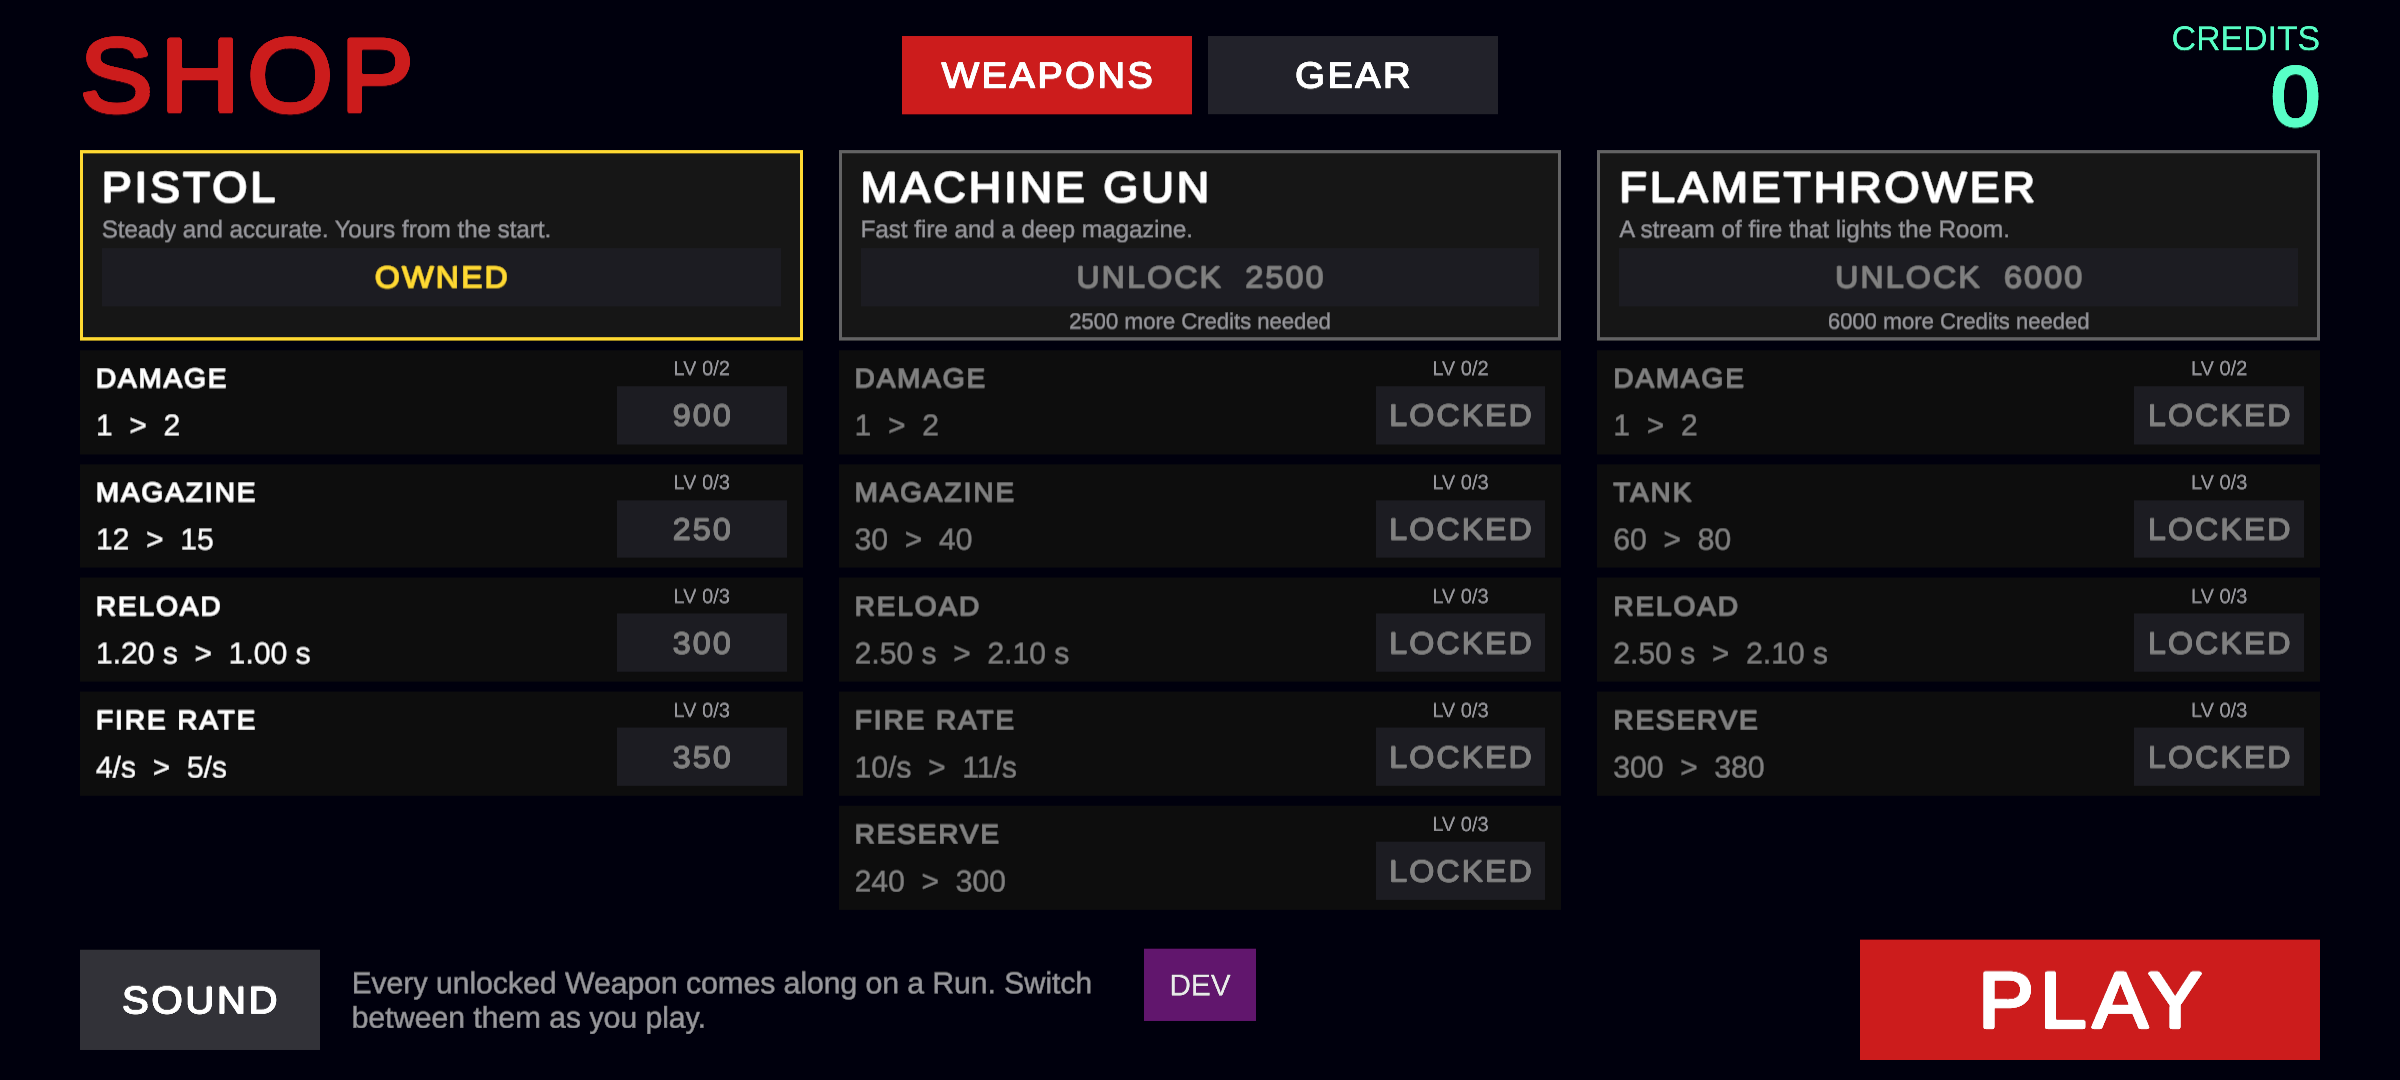 SHOP
WEAPONS
GEAR
CREDITS
0
PISTOL
Steady and accurate. Yours from the start.
OWNED
DAMAGE
LV 0/2
1 > 2
900
MAGAZINE
LV 0/3
12 > 15
250
RELOAD
LV 0/3
1.20 s > 1.00 s
300
FIRE RATE
LV 0/3
4/s > 5/s
350
MACHINE GUN
Fast fire and a deep magazine.
UNLOCK 2500
2500 more Credits needed
DAMAGE
LV 0/2
1 > 2
LOCKED
MAGAZINE
LV 0/3
30 > 40
LOCKED
RELOAD
LV 0/3
2.50 s > 2.10 s
LOCKED
FIRE RATE
LV 0/3
10/s > 11/s
LOCKED
RESERVE
LV 0/3
240 > 300
LOCKED
FLAMETHROWER
A stream of fire that lights the Room.
UNLOCK 6000
6000 more Credits needed
DAMAGE
LV 0/2
1 > 2
LOCKED
TANK
LV 0/3
60 > 80
LOCKED
RELOAD
LV 0/3
2.50 s > 2.10 s
LOCKED
RESERVE
LV 0/3
300 > 380
LOCKED
SOUND
Every unlocked Weapon comes along on a Run. Switch
between them as you play.
DEV
PLAY